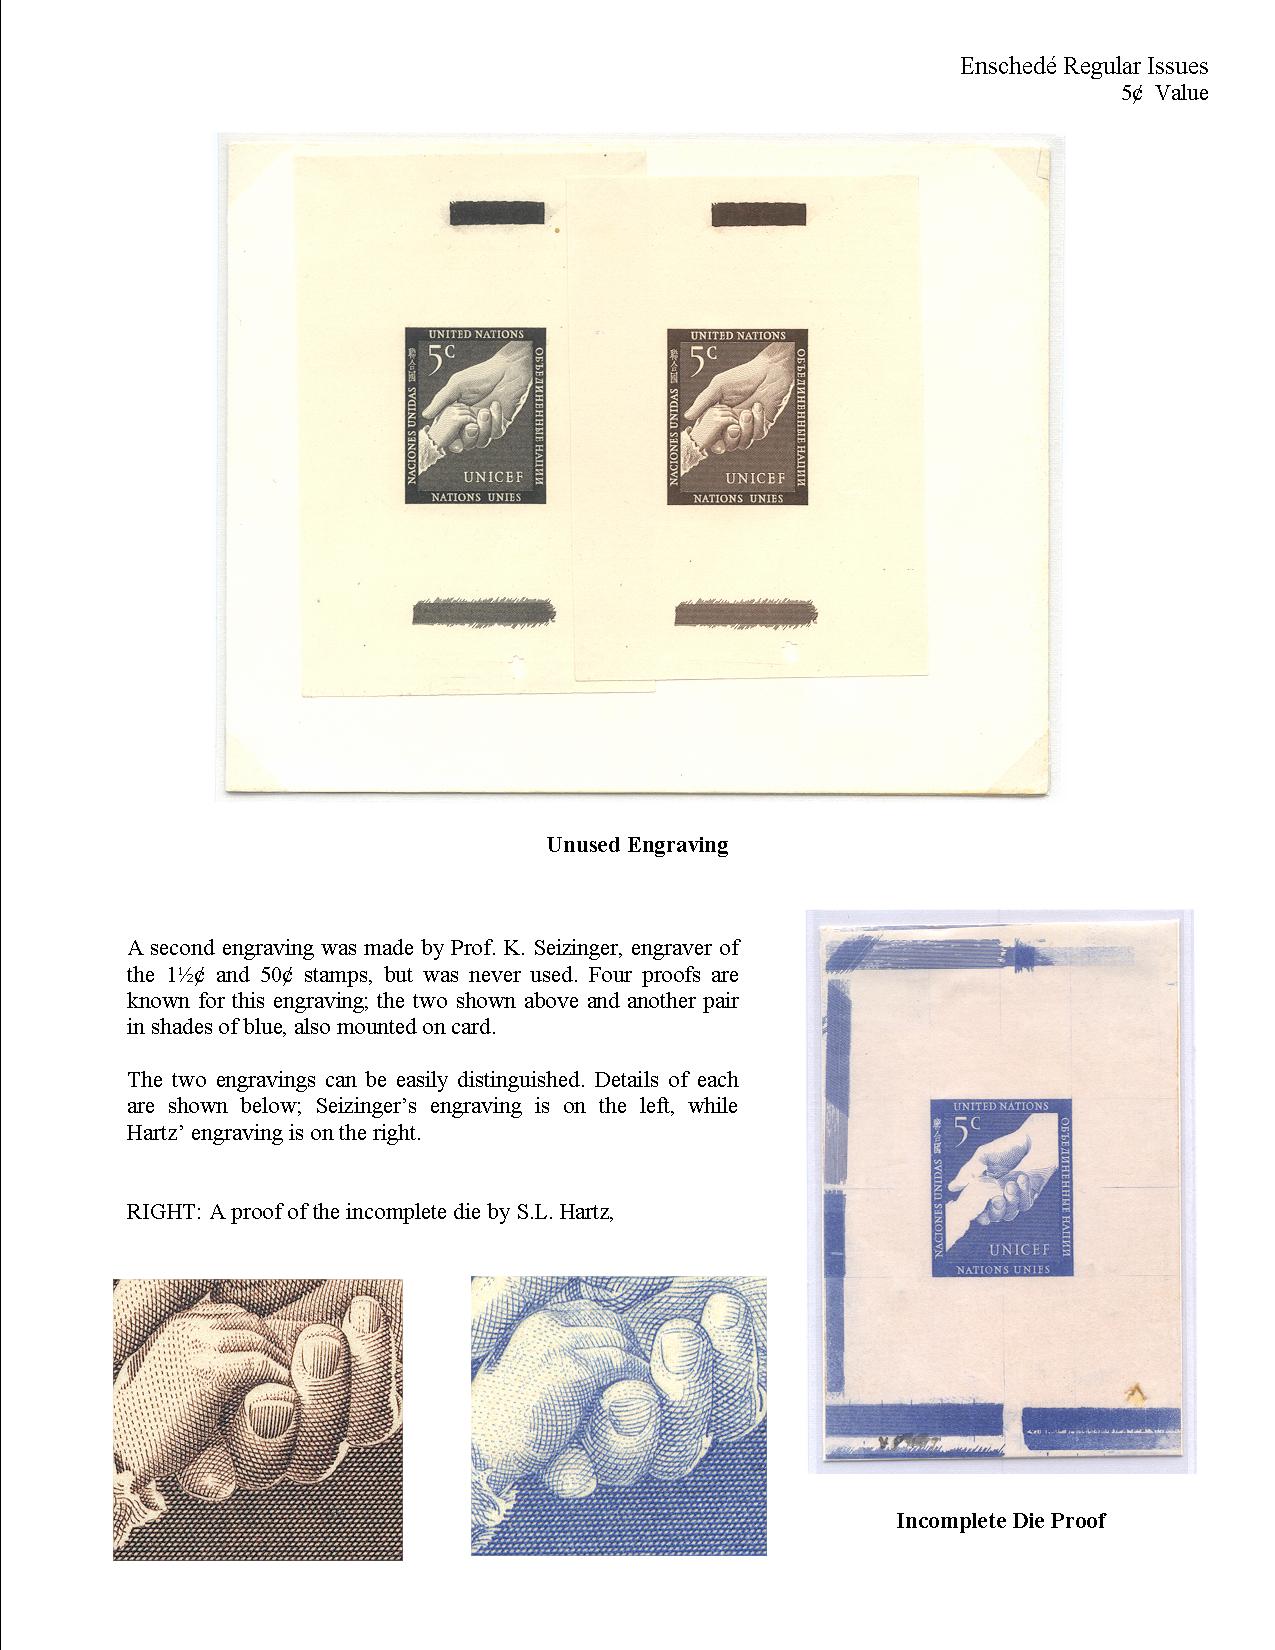 Enschedé Regular Issues
5¢ Value
UNITED NATIONS
5c
聯合國
NACIONES UNIDAS
ОБЪЕДИНЕННЫЕ НАЦИИ
UNICEF
NATIONS UNIES
UNITED NATIONS
5c
聯合國
NACIONES UNIDAS
ОБЪЕДИНЕННЫЕ НАЦИИ
UNICEF
NATIONS UNIES
Unused Engraving
A second engraving was made by Prof. K. Seizinger, engraver of
the 1½¢ and 50¢ stamps, but was never used. Four proofs are
known for this engraving; the two shown above and another pair
in shades of blue, also mounted on card.
The two engravings can be easily distinguished. Details of each
are shown below; Seizinger’s engraving is on the left, while
Hartz’ engraving is on the right.
RIGHT: A proof of the incomplete die by S.L. Hartz,
UNITED NATIONS
5c
聯合國
NACIONES UNIDAS
ОБЪЕДИНЕННЫЕ НАЦИИ
UNICEF
NATIONS UNIES
Incomplete Die Proof